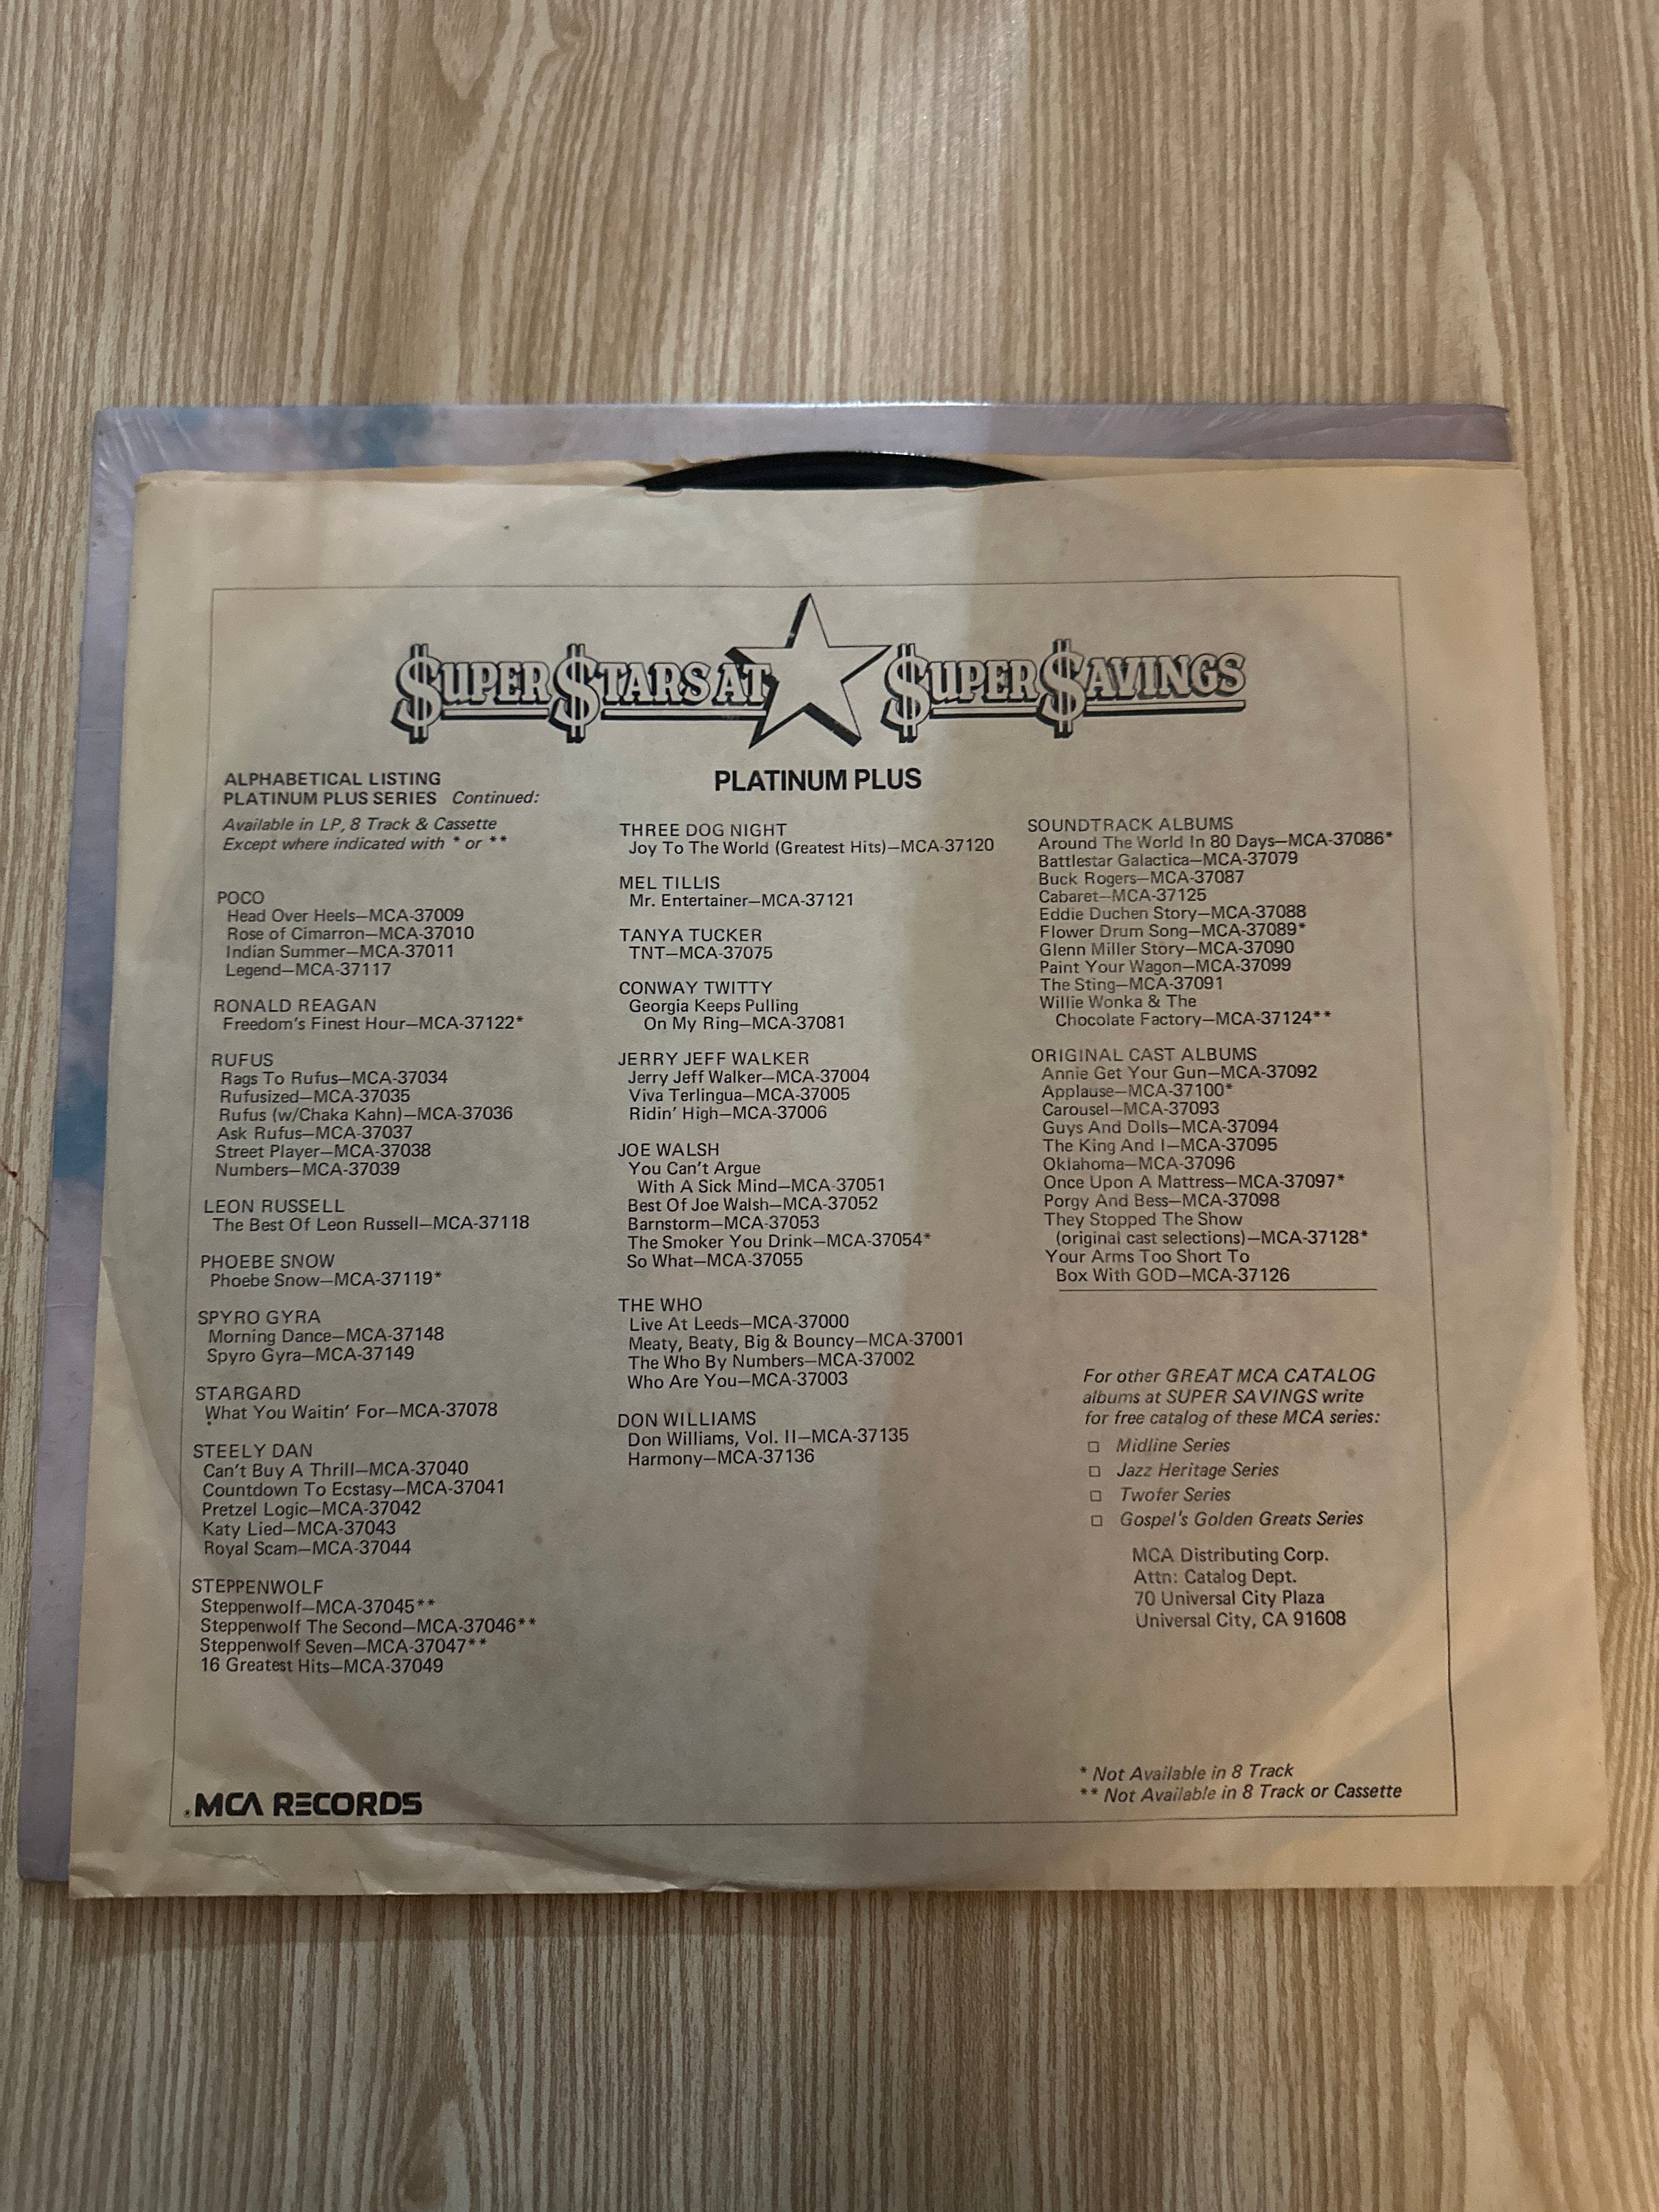 $UPER $TARS AT $UPER $AVINGS
PLATINUM PLUS
ALPHABETICAL LISTING
PLATINUM PLUS SERIES Continued:
Available in LP, 8 Track & Cassette
Except where indicated with * or **
POCO
Head Over Heels—MCA-37009
Rose of Cimarron—MCA-37010
Indian Summer—MCA-37011
Legend—MCA-37117
RONALD REAGAN
Freedom's Finest Hour—MCA-37122*
RUFUS
Rags To Rufus—MCA-37034
Rufusized—MCA-37035
Rufus (w/Chaka Kahn)—MCA-37036
Ask Rufus—MCA-37037
Street Player—MCA-37038
Numbers—MCA-37039
LEON RUSSELL
The Best Of Leon Russell—MCA-37118
PHOEBE SNOW
Phoebe Snow—MCA-37119*
SPYRO GYRA
Morning Dance—MCA-37148
Spyro Gyra—MCA-37149
STARGARD
What You Waitin' For—MCA-37078
STEELY DAN
Can't Buy A Thrill—MCA-37040
Countdown To Ecstasy—MCA-37041
Pretzel Logic—MCA-37042
Katy Lied—MCA-37043
Royal Scam—MCA-37044
STEPPENWOLF
Steppenwolf—MCA-37045**
Steppenwolf The Second—MCA-37046**
Steppenwolf Seven—MCA-37047**
16 Greatest Hits—MCA-37049
THREE DOG NIGHT
Joy To The World (Greatest Hits)—MCA-37120
MEL TILLIS
Mr. Entertainer—MCA-37121
TANYA TUCKER
TNT—MCA-37075
CONWAY TWITTY
Georgia Keeps Pulling
On My Ring—MCA-37081
JERRY JEFF WALKER
Jerry Jeff Walker—MCA-37004
Viva Terlingua—MCA-37005
Ridin' High—MCA-37006
JOE WALSH
You Can't Argue
With A Sick Mind—MCA-37051
Best Of Joe Walsh—MCA-37052
Barnstorm—MCA-37053
The Smoker You Drink—MCA-37054*
So What—MCA-37055
THE WHO
Live At Leeds—MCA-37000
Meaty, Beaty, Big & Bouncy—MCA-37001
The Who By Numbers—MCA-37002
Who Are You—MCA-37003
DON WILLIAMS
Don Williams, Vol. II—MCA-37135
Harmony—MCA-37136
SOUNDTRACK ALBUMS
Around The World In 80 Days—MCA-37086*
Battlestar Galactica—MCA-37079
Buck Rogers—MCA-37087
Cabaret—MCA-37125
Eddie Duchen Story—MCA-37088
Flower Drum Song—MCA-37089*
Glenn Miller Story—MCA-37090
Paint Your Wagon—MCA-37099
The Sting—MCA-37091
Willie Wonka & The
Chocolate Factory—MCA-37124**
ORIGINAL CAST ALBUMS
Annie Get Your Gun—MCA-37092
Applause—MCA-37100*
Carousel—MCA-37093
Guys And Dolls—MCA-37094
The King And I—MCA-37095
Oklahoma—MCA-37096
Once Upon A Mattress—MCA-37097*
Porgy And Bess—MCA-37098
They Stopped The Show
(original cast selections)—MCA-37128*
Your Arms Too Short To
Box With GOD—MCA-37126
For other GREAT MCA CATALOG
albums at SUPER SAVINGS write
for free catalog of these MCA series:
□ Midline Series
□ Jazz Heritage Series
□ Twofer Series
□ Gospel's Golden Greats Series
MCA Distributing Corp.
Attn: Catalog Dept.
70 Universal City Plaza
Universal City, CA 91608
* Not Available in 8 Track
** Not Available in 8 Track or Cassette
MCA RECORDS